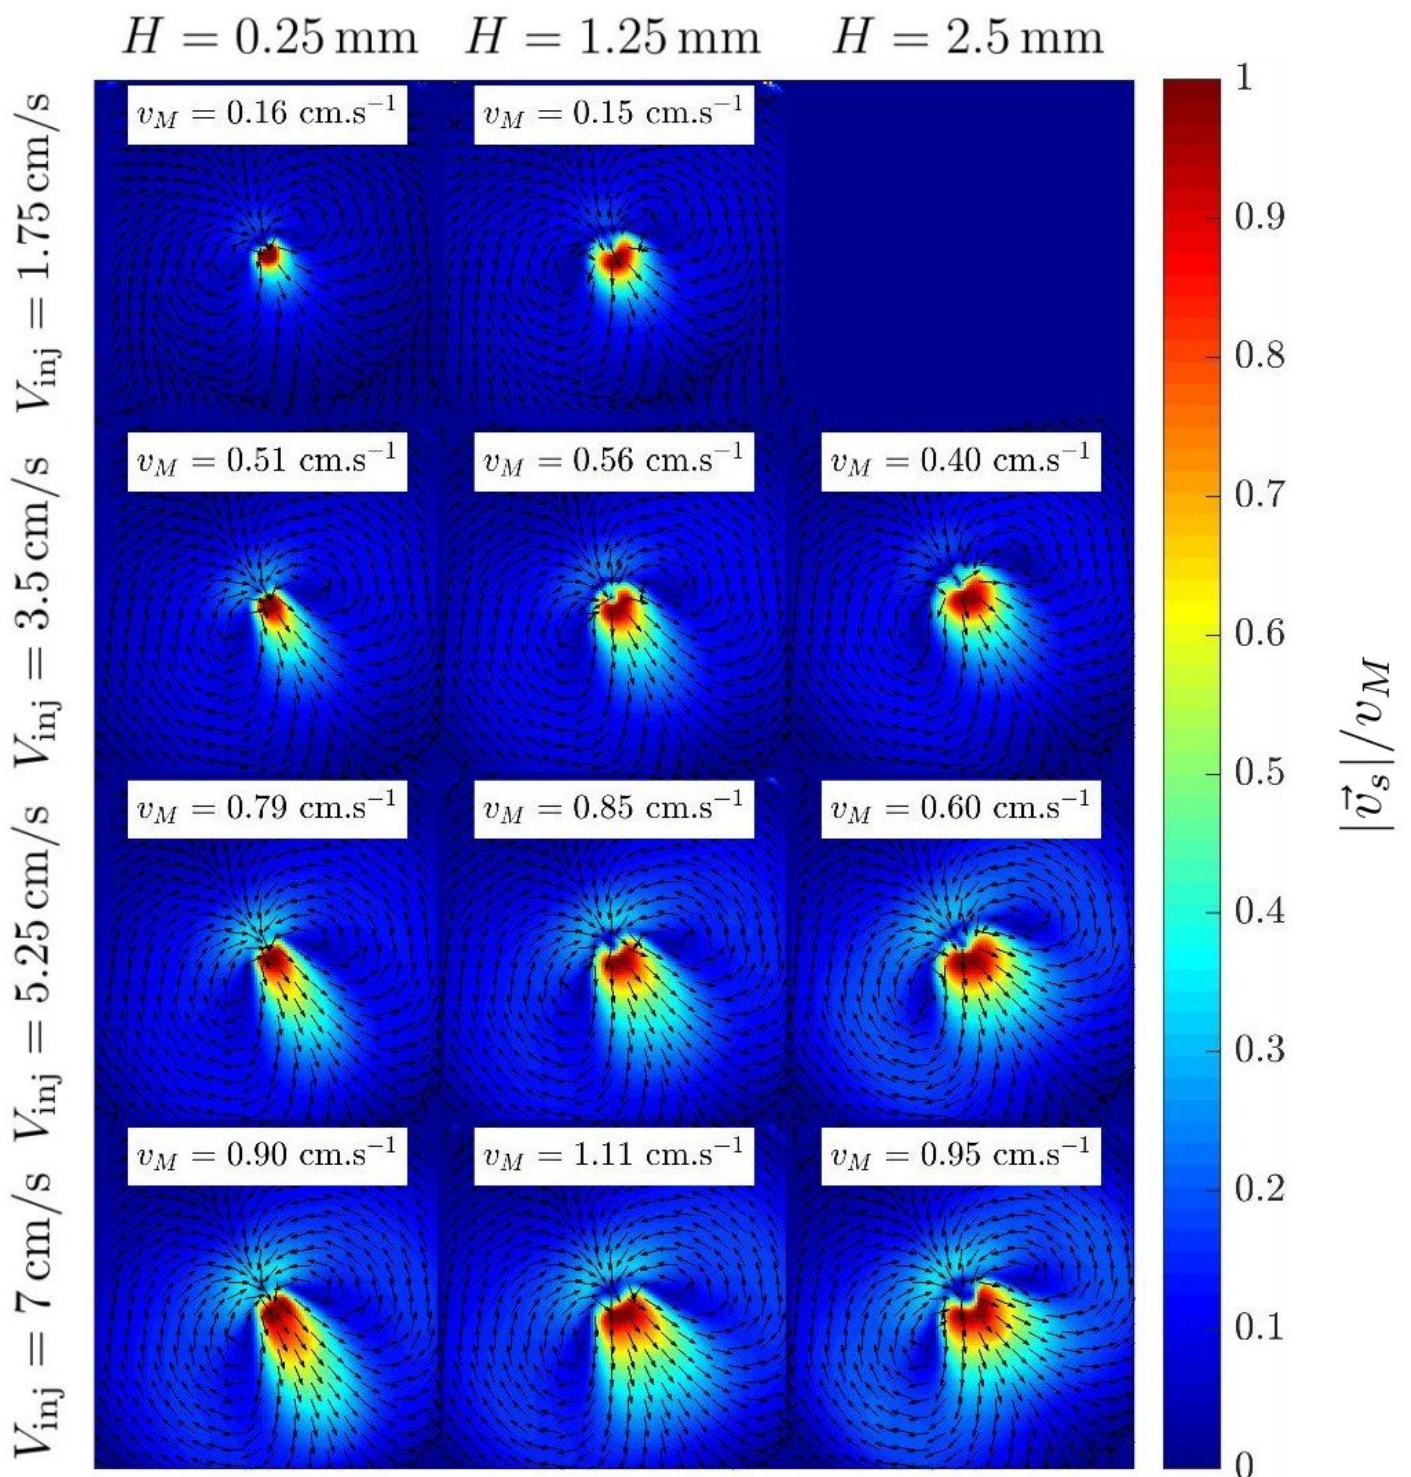 H = 0.25 mm H = 1.25 mm H = 2.5 mm
V_inj = 1.75 cm/s
v_M = 0.16 cm.s⁻¹ v_M = 0.15 cm.s⁻¹
V_inj = 3.5 cm/s
v_M = 0.51 cm.s⁻¹ v_M = 0.56 cm.s⁻¹ v_M = 0.40 cm.s⁻¹
V_inj = 5.25 cm/s
v_M = 0.79 cm.s⁻¹ v_M = 0.85 cm.s⁻¹ v_M = 0.60 cm.s⁻¹
V_inj = 7 cm/s
v_M = 0.90 cm.s⁻¹ v_M = 1.11 cm.s⁻¹ v_M = 0.95 cm.s⁻¹
1
0.9
0.8
0.7
0.6
0.5
0.4
0.3
0.2
0.1
0
|v⃗_s|/v_M